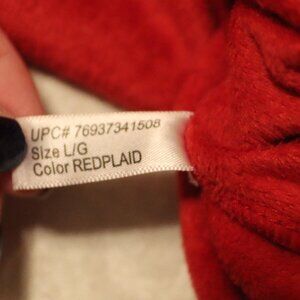 UPC# 76937341508
Size L/G
Color REDPLAID